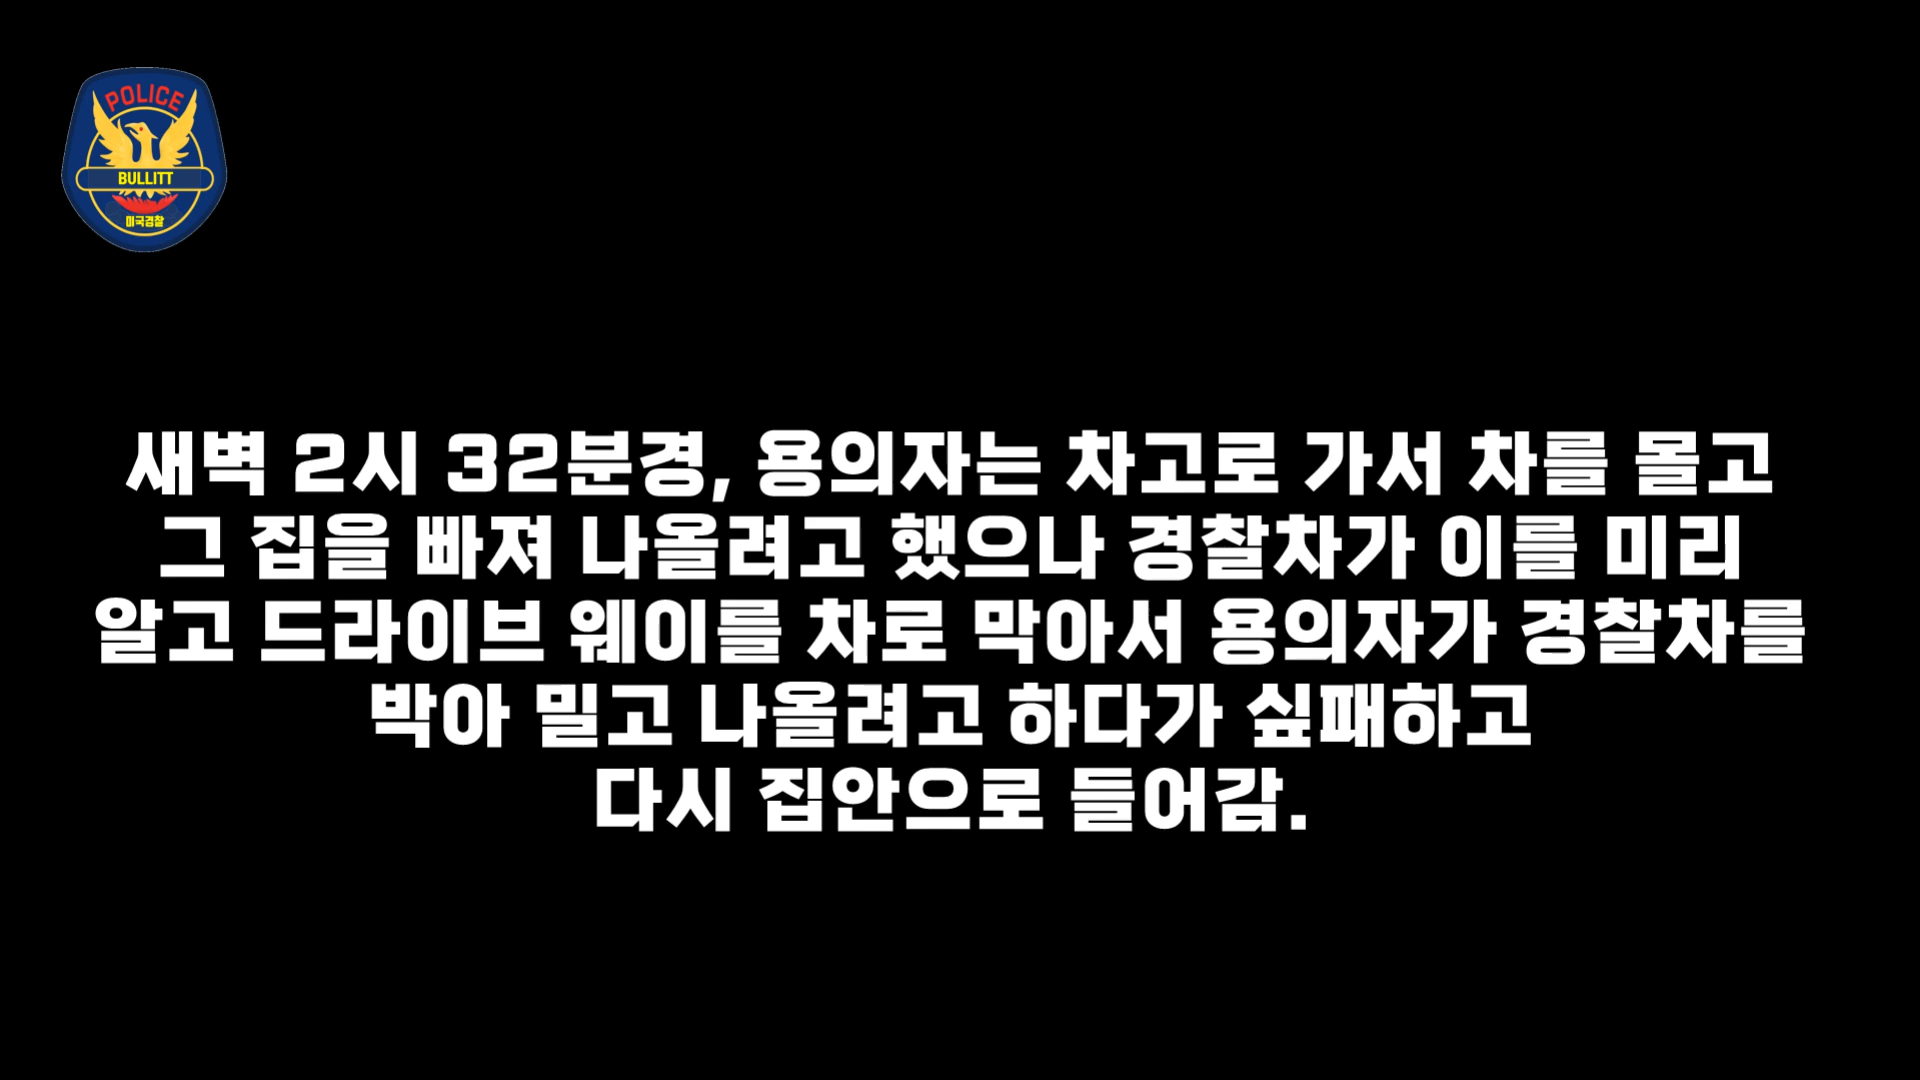 POLICE
BULLITT
미국경찰
새벽 2시 32분경, 용의자는 차고로 가서 차를 몰고
그 집을 빠져 나올려고 했으나 경찰차가 이를 미리
알고 드라이브 웨이를 차로 막아서 용의자가 경찰차를
박아 밀고 나올려고 하다가 싶패하고
다시 집안으로 들어감.